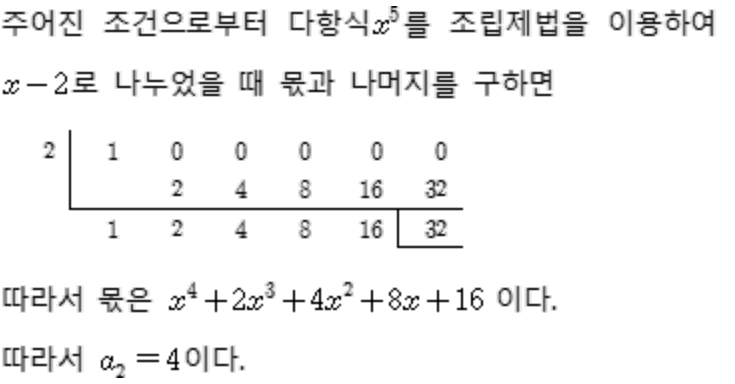 주어진 조건으로부터 다항식x⁵를 조립제법을 이용하여
x−2로 나누었을 때 몫과 나머지를 구하면
2 1 0 0 0 0 0
2 4 8 16 32
1 2 4 8 16 32
따라서 몫은 x⁴+2x³+4x²+8x+16 이다.
따라서 a₂=4이다.